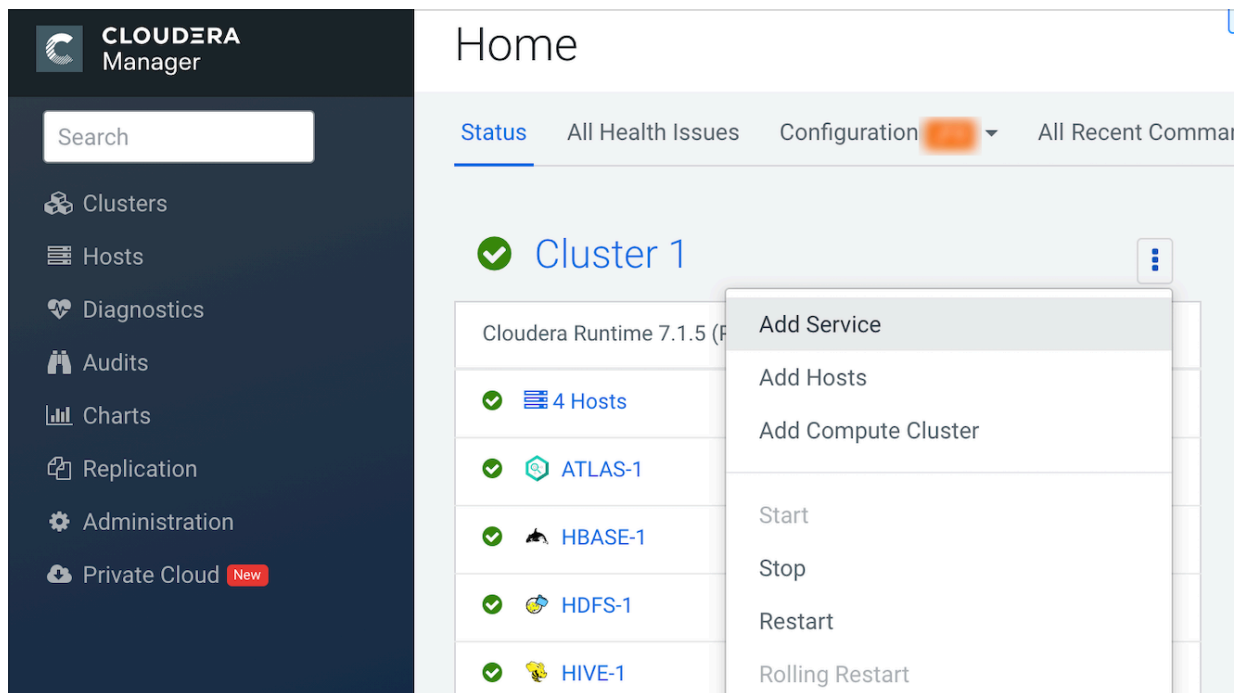 CLOUDERA
Manager
Search
Clusters
Hosts
Diagnostics
Audits
Charts
Replication
Administration
Private Cloud New
Home
Status All Health Issues Configuration All Recent
Cluster 1
Cloudera Runtime 7.1.5
4 Hosts
ATLAS-1
HBASE-1
HDFS-1
HIVE-1
Add Service
Add Hosts
Add Compute Cluster
Start
Stop
Restart
Rolling Restart